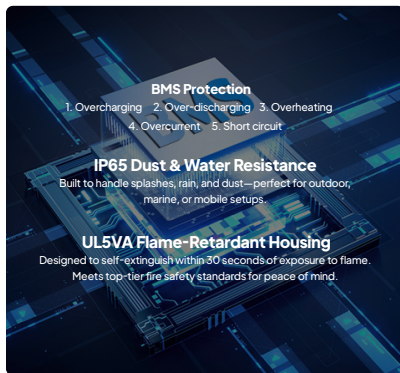 BMS
BMS Protection
1. Overcharging 2. Over-discharging 3. Overheating
4. Overcurrent 5. Short circuit
IP65 Dust & Water Resistance
Built to handle splashes, rain, and dust—perfect for outdoor,
marine, or mobile setups.
UL5VA Flame-Retardant Housing
Designed to self-extinguish within 30 seconds of exposure to flame.
Meets top-tier fire safety standards for peace of mind.